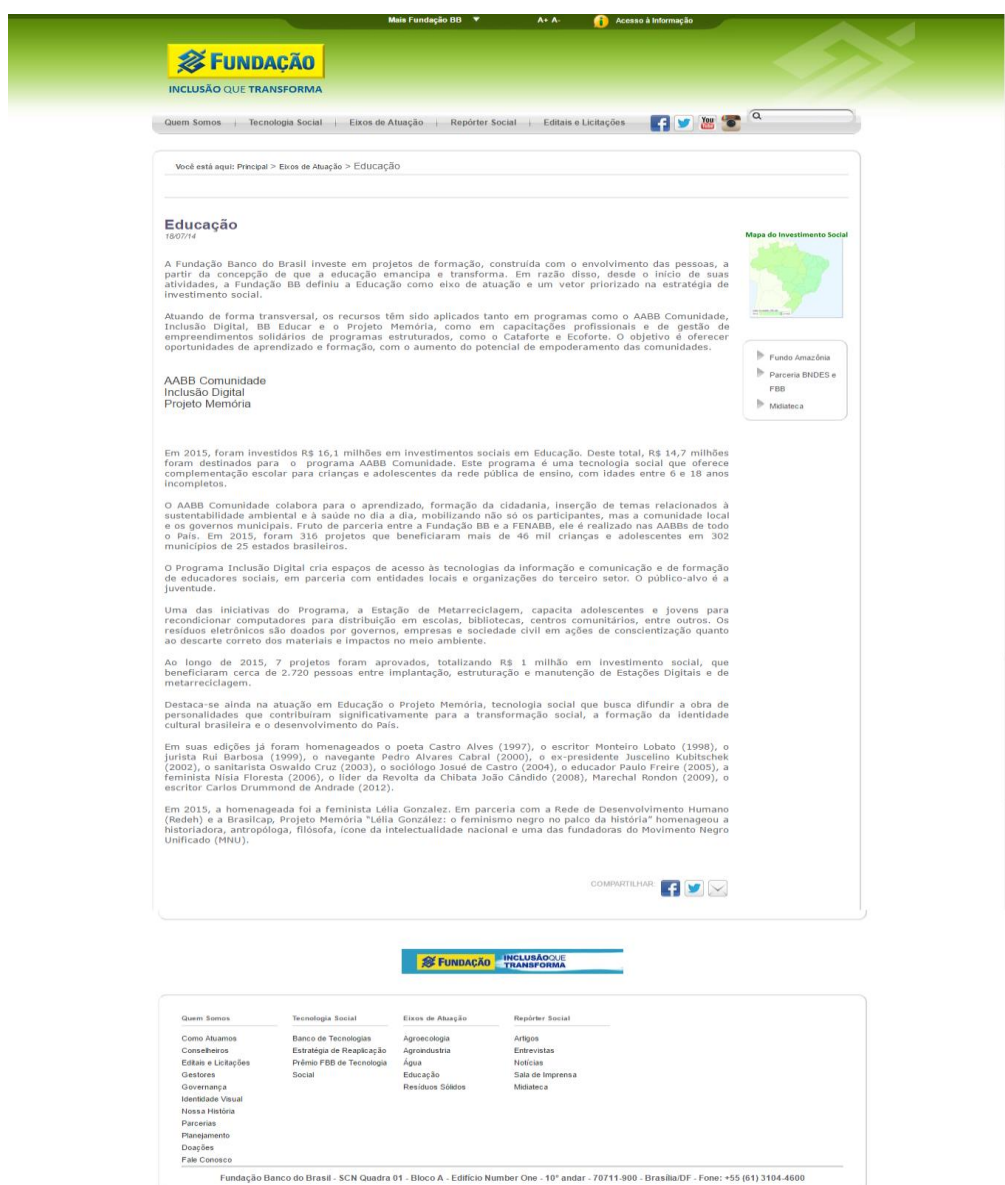 Mais Fundação BB ▼ A+ A- Acesso à Informação
FUNDAÇÃO
INCLUSÃO QUE TRANSFORMA
Quem Somos | Tecnologia Social | Eixos de Atuação | Repórter Social | Editais e Licitações
You Tube
Você está aqui: Principal > Eixos de Atuação > Educação
Educação
18/07/14
A Fundação Banco do Brasil investe em projetos de formação, construída com o envolvimento das pessoas, a
partir da concepção de que a educação emancipa e transforma. Em razão disso, desde o início de suas
atividades, a Fundação BB definiu a Educação como eixo de atuação e um vetor priorizado na estratégia de
investimento social.
Atuando de forma transversal, os recursos têm sido aplicados tanto em programas como o AABB Comunidade,
Inclusão Digital, BB Educar e o Projeto Memória, como em capacitações profissionais e de gestão de
empreendimentos solidários de programas estruturados, como o Cataforte e Ecoforte. O objetivo é oferecer
oportunidades de aprendizado e formação, com o aumento do potencial de empoderamento das comunidades.
AABB Comunidade
Inclusão Digital
Projeto Memória
Em 2015, foram investidos R$ 16,1 milhões em investimentos sociais em Educação. Deste total, R$ 14,7 milhões
foram destinados para o programa AABB Comunidade. Este programa é uma tecnologia social que oferece
complementação escolar para crianças e adolescentes da rede pública de ensino, com idades entre 6 e 18 anos
incompletos.
O AABB Comunidade colabora para o aprendizado, formação da cidadania, inserção de temas relacionados à
sustentabilidade ambiental e à saúde no dia a dia, mobilizando não só os participantes, mas a comunidade local
e os governos municipais. Fruto de parceria entre a Fundação BB e a FENABB, ele é realizado nas AABBs de todo
o País. Em 2015, foram 316 projetos que beneficiaram mais de 46 mil crianças e adolescentes em 302
municípios de 25 estados brasileiros.
O Programa Inclusão Digital cria espaços de acesso às tecnologias da informação e comunicação e de formação
de educadores sociais, em parceria com entidades locais e organizações do terceiro setor. O público-alvo é a
juventude.
Uma das iniciativas do Programa, a Estação de Metarreciclagem, capacita adolescentes e jovens para
recondicionar computadores para distribuição em escolas, bibliotecas, centros comunitários, entre outros. Os
resíduos eletrônicos são doados por governos, empresas e sociedade civil em ações de conscientização quanto
ao descarte correto dos materiais e impactos no meio ambiente.
Ao longo de 2015, 7 projetos foram aprovados, totalizando R$ 1 milhão em investimento social, que
beneficiaram cerca de 2.720 pessoas entre implantação, estruturação e manutenção de Estações Digitais e de
metarreciclagem.
Destaca-se ainda na atuação em Educação o Projeto Memória, tecnologia social que busca difundir a obra de
personalidades que contribuíram significativamente para a transformação social, a formação da identidade
cultural brasileira e o desenvolvimento do País.
Em suas edições já foram homenageados o poeta Castro Alves (1997), o escritor Monteiro Lobato (1998), o
jurista Rui Barbosa (1999), o navegante Pedro Alvares Cabral (2000), o ex-presidente Juscelino Kubitschek
(2002), o sanitarista Oswaldo Cruz (2003), o sociólogo Josué de Castro (2004), o educador Paulo Freire (2005), a
feminista Nísia Floresta (2006), o líder da Revolta da Chibata João Cândido (2008), Marechal Rondon (2009), o
escritor Carlos Drummond de Andrade (2012).
Em 2015, a homenageada foi a feminista Lélia Gonzalez. Em parceria com a Rede de Desenvolvimento Humano
(Redeh) e a Brasilcap, Projeto Memória "Lélia González: o feminismo negro no palco da história" homenageou a
historiadora, antropóloga, filósofa, ícone da intelectualidade nacional e uma das fundadoras do Movimento Negro
Unificado (MNU).
COMPARTILHAR:
Mapa do Investimento Social
Fundo Amazônia
Parceria BNDES e
FBB
Midiateca
FUNDAÇÃO INCLUSÃO QUE
TRANSFORMA
Quem Somos
Como Atuamos
Conselheiros
Editais e Licitações
Gestores
Governança
Identidade Visual
Nossa História
Parcerias
Planejamento
Doações
Fale Conosco
Tecnologia Social
Banco de Tecnologias
Estratégia de Reaplicação
Prêmio FBB de Tecnologia
Social
Eixos de Atuação
Agroecologia
Agroindustria
Água
Educação
Resíduos Sólidos
Repórter Social
Artigos
Entrevistas
Notícias
Sala de Imprensa
Midiateca
Fundação Banco do Brasil - SCN Quadra 01 - Bloco A - Edifício Number One - 10° andar - 70711-900 - Brasília/DF - Fone: +55 (61) 3104-4600